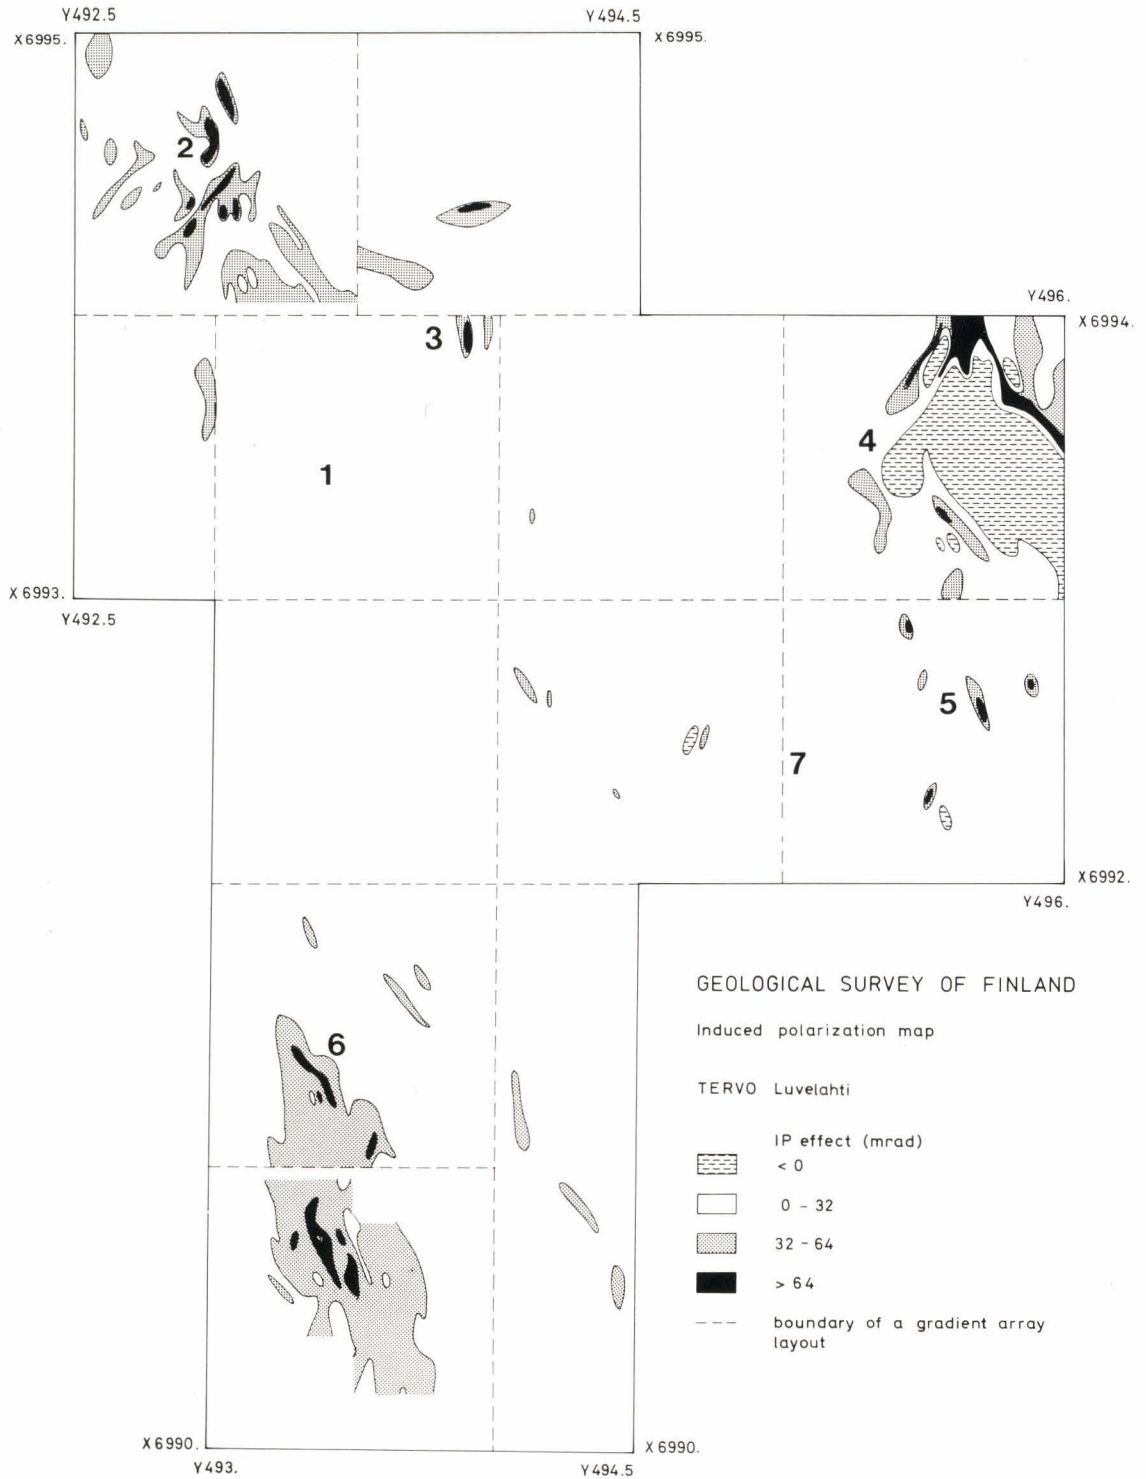 Y492.5
Y494.5
X6995.
X6995.
2
Y496.
3
X6994.
4
1
X6993.
Y492.5
5
7
X6992.
Y496.
6
GEOLOGICAL SURVEY OF FINLAND
Induced polarization map
TERVO Luvelahti
IP effect (mrad)
< 0
0 - 32
32 - 64
> 64
boundary of a gradient array
layout
X6990.
X6990.
Y493.
Y494.5